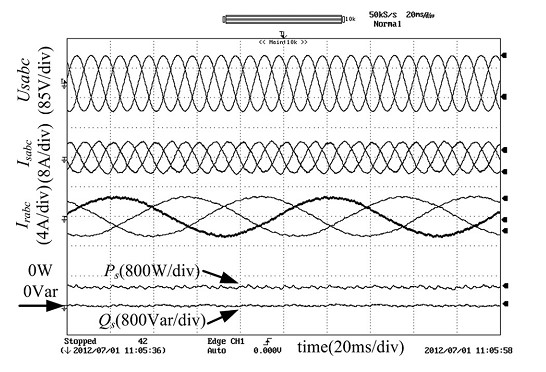 50kS/s 20ms/div
10k Normal
<< Main:10k >>
Usabc (85V/div)
Isabc (8A/div)
Irabc (4A/div)
0W Ps(800W/div)
0Var
Qs(800Var/div)
Stopped 42 Edge CH1 time(20ms/div)
2012/07/01 11:05:36) Auto 0.000V 2012/07/01 11:05:58